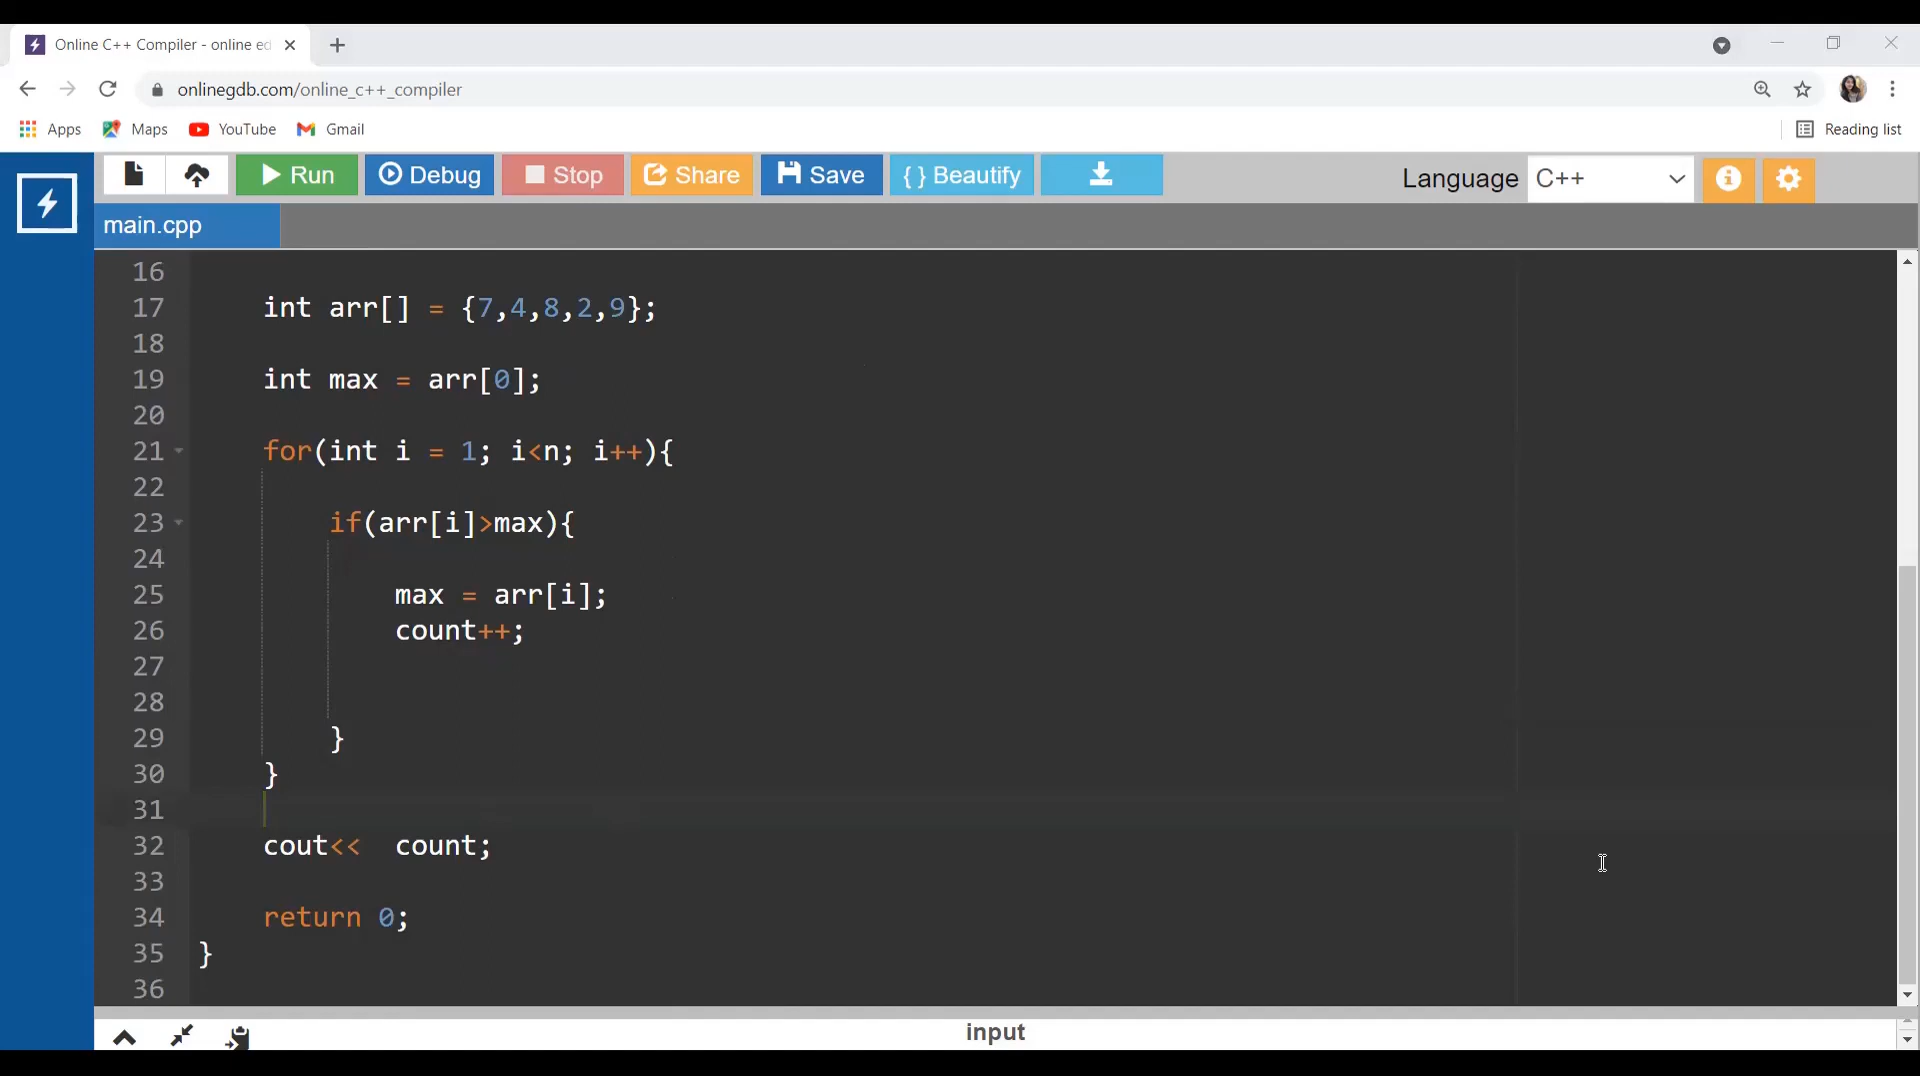 Online C++ Compiler - online ed
onlinegdb.com/online_c++_compiler
Apps Maps YouTube Gmail Reading list
Run Debug Stop Share Save { } Beautify Language C++
main.cpp
16
17 int arr[] = {7,4,8,2,9};
18
19 int max = arr[0];
20
21 for(int i = 1; i<n; i++){
22
23 if(arr[i]>max){
24
25 max = arr[i];
26 count++;
27
28
29 }
30 }
31
32 cout<<  count;
33
34 return 0;
35 }
36
input